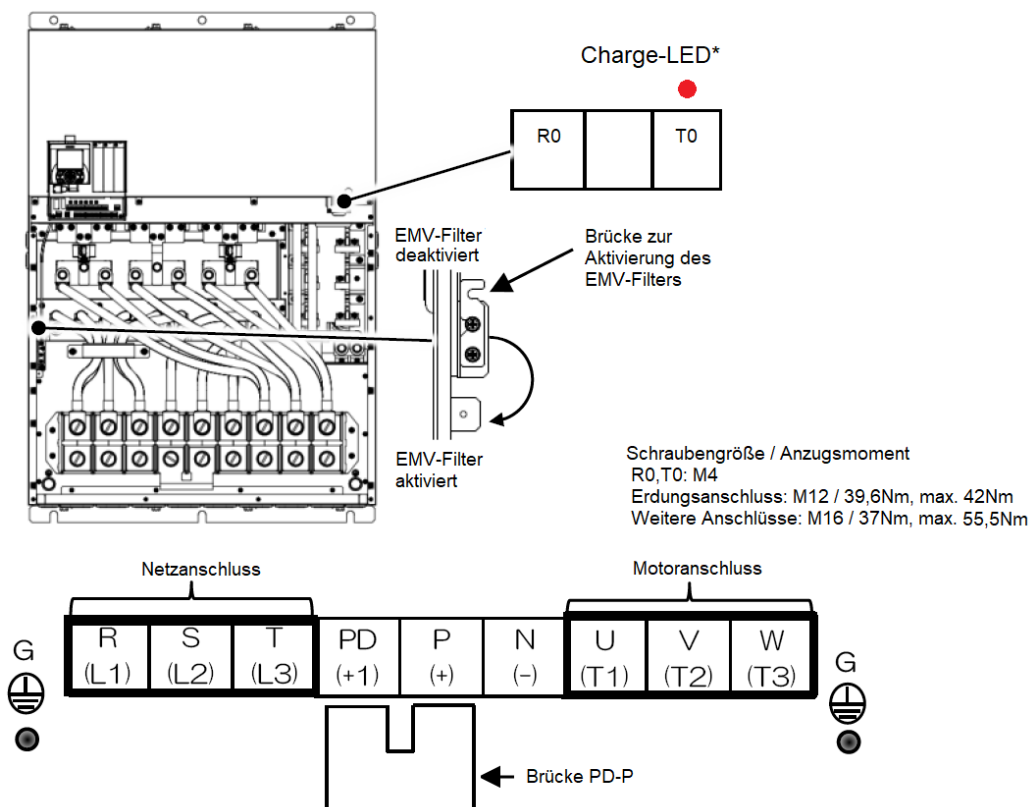 Charge-LED*
R0
T0
EMV-Filter
deaktiviert
Brücke zur
Aktivierung des
EMV-Filters
EMV-Filter
aktiviert
Schraubengröße / Anzugsmoment
R0,T0: M4
Erdungsanschluss: M12 / 39,6Nm, max. 42Nm
Weitere Anschlüsse: M16 / 37Nm, max. 55,5Nm
Netzanschluss
Motoranschluss
G
R
(L1)
S
(L2)
T
(L3)
PD
(+1)
P
(+)
N
(-)
U
(T1)
V
(T2)
W
(T3)
G
Brücke PD-P